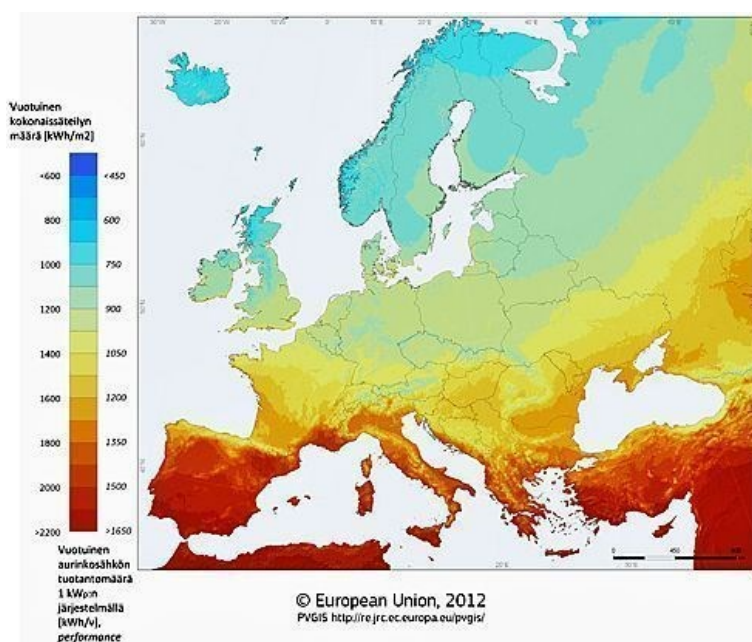 Vuotuinen
kokonaissäteilyn
määrä [kWh/m2]
<600 <450
800 600
1000 750
1200 900
1400 1050
1600 1200
1800 1350
2000 1500
>2200 >1650
Vuotuinen
aurinkosähkön
tuotantomäärä
1 kWp:n
järjestelmällä
[kWh/v],
performance
© European Union, 2012
PVGIS http://re.jrc.ec.europa.eu/pvgis/